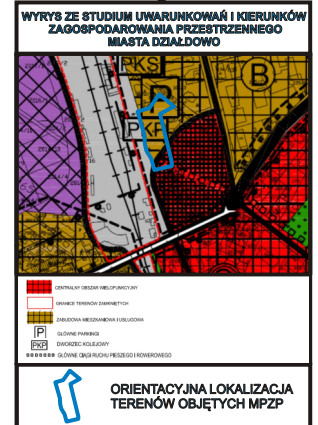 WYRYS ZE STUDIUM UWARUNKOWAŃ I KIERUNKÓW
ZAGOSPODAROWANIA PRZESTRZENNEGO
MIASTA DZIAŁDOWO
PKS
B
P
PKP
CENTRALNY OBSZAR WIELOFUNKCYJNY
GRANICE TERENÓW ZAMKNIĘTYCH
ZABUDOWA MIESZKANIOWA I USŁUGOWA
P GŁÓWNE PARKINGI
PKP DWORZEC KOLEJOWY
GŁÓWNE CIĄGI RUCHU PIESZEGO I ROWEROWEGO
ORIENTACYJNA LOKALIZACJA
TERENÓW OBJĘTYCH MPZP